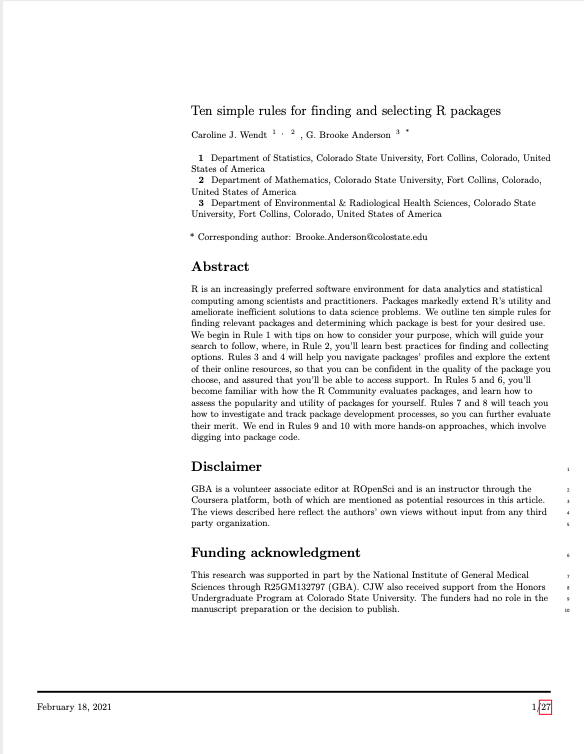 Ten simple rules for finding and selecting R packages
Caroline J. Wendt 1 , 2 , G. Brooke Anderson 3 *
1 Department of Statistics, Colorado State University, Fort Collins, Colorado, United
States of America
2 Department of Mathematics, Colorado State University, Fort Collins, Colorado,
United States of America
3 Department of Environmental & Radiological Health Sciences, Colorado State
University, Fort Collins, Colorado, United States of America
* Corresponding author: Brooke.Anderson@colostate.edu
Abstract
R is an increasingly preferred software environment for data analytics and statistical
computing among scientists and practitioners. Packages markedly extend R's utility and
ameliorate inefficient solutions to data science problems. We outline ten simple rules for
finding relevant packages and determining which package is best for your desired use.
We begin in Rule 1 with tips on how to consider your purpose, which will guide your
search to follow, where, in Rule 2, you'll learn best practices for finding and collecting
options. Rules 3 and 4 will help you navigate packages' profiles and explore the extent
of their online resources, so that you can be confident in the quality of the package you
choose, and assured that you'll be able to access support. In Rules 5 and 6, you'll
become familiar with how the R Community evaluates packages, and learn how to
assess the popularity and utility of packages for yourself. Rules 7 and 8 will teach you
how to investigate and track package development processes, so you can further evaluate
their merit. We end in Rules 9 and 10 with more hands-on approaches, which involve
digging into package code.
Disclaimer 1
GBA is a volunteer associate editor at ROpenSci and is an instructor through the 2
Coursera platform, both of which are mentioned as potential resources in this article. 3
The views described here reflect the authors' own views without input from any third 4
party organization. 5
Funding acknowledgment 6
This research was supported in part by the National Institute of General Medical 7
Sciences through R25GM132797 (GBA). CJW also received support from the Honors 8
Undergraduate Program at Colorado State University. The funders had no role in the 9
manuscript preparation or the decision to publish. 10
February 18, 2021 1/27